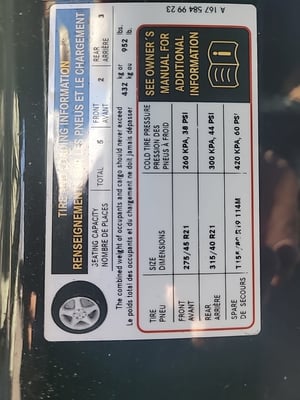 TIRE AND LOADING INFORMATION
RENSEIGNEMENTS SUR LES PNEUS ET LE CHARGEMENT
SEATING CAPACITY
NOMBRE DE PLACES
TOTAL 5
FRONT
AVANT 2
REAR
ARRIÈRE 3
The combined weight of occupants and cargo should never exceed 432 kg or 952 lbs.
Le poids total des occupants et du chargement ne doit jamais dépasser 432 kg ou 952 lb.
TIRE
PNEU
SIZE
DIMENSIONS
COLD TIRE PRESSURE
PRESSION DES
PNEUS À FROID
FRONT
AVANT
275/45 R21
260 KPA, 38 PSI
REAR
ARRIÈRE
315/40 R21
300 KPA, 44 PSI
SPARE
DE SECOURS
R19 114M
420 KPA, 60 PSI
SEE OWNER'S
MANUAL FOR
ADDITIONAL
INFORMATION
A 167 584 99 23